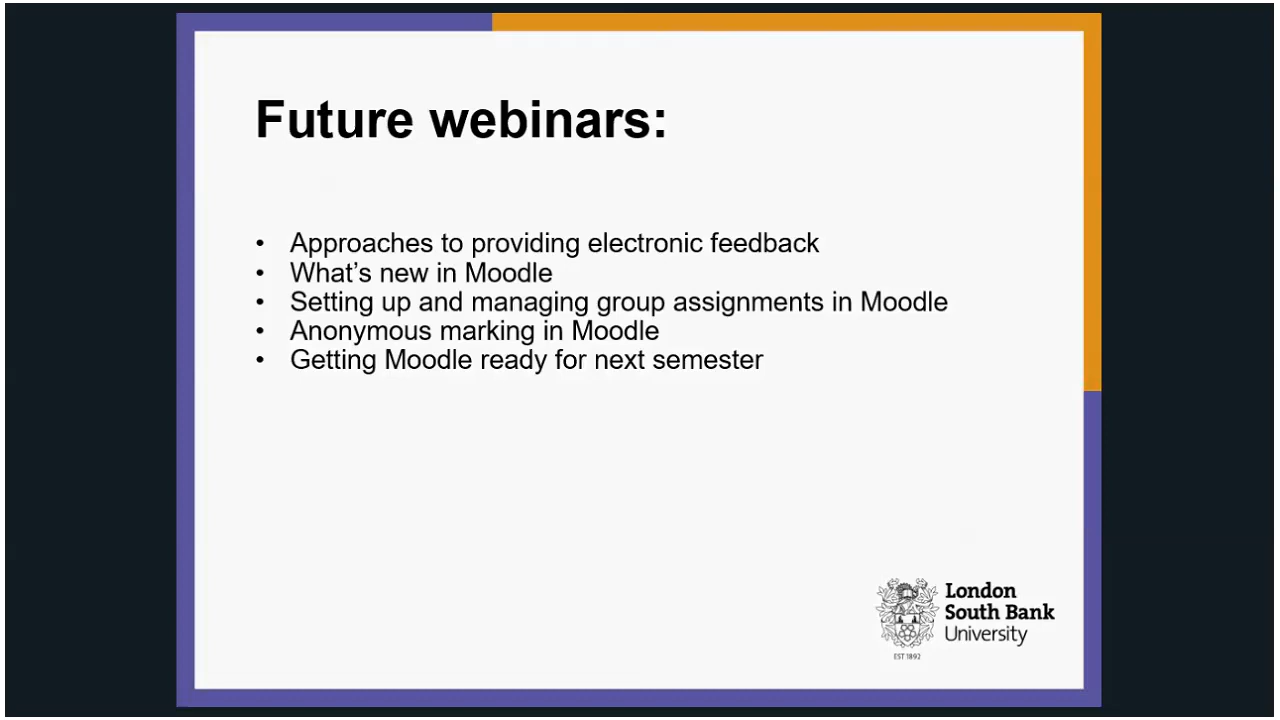 Future webinars:
• Approaches to providing electronic feedback
• What’s new in Moodle
• Setting up and managing group assignments in Moodle
• Anonymous marking in Moodle
• Getting Moodle ready for next semester
London
South Bank
University
EST 1892